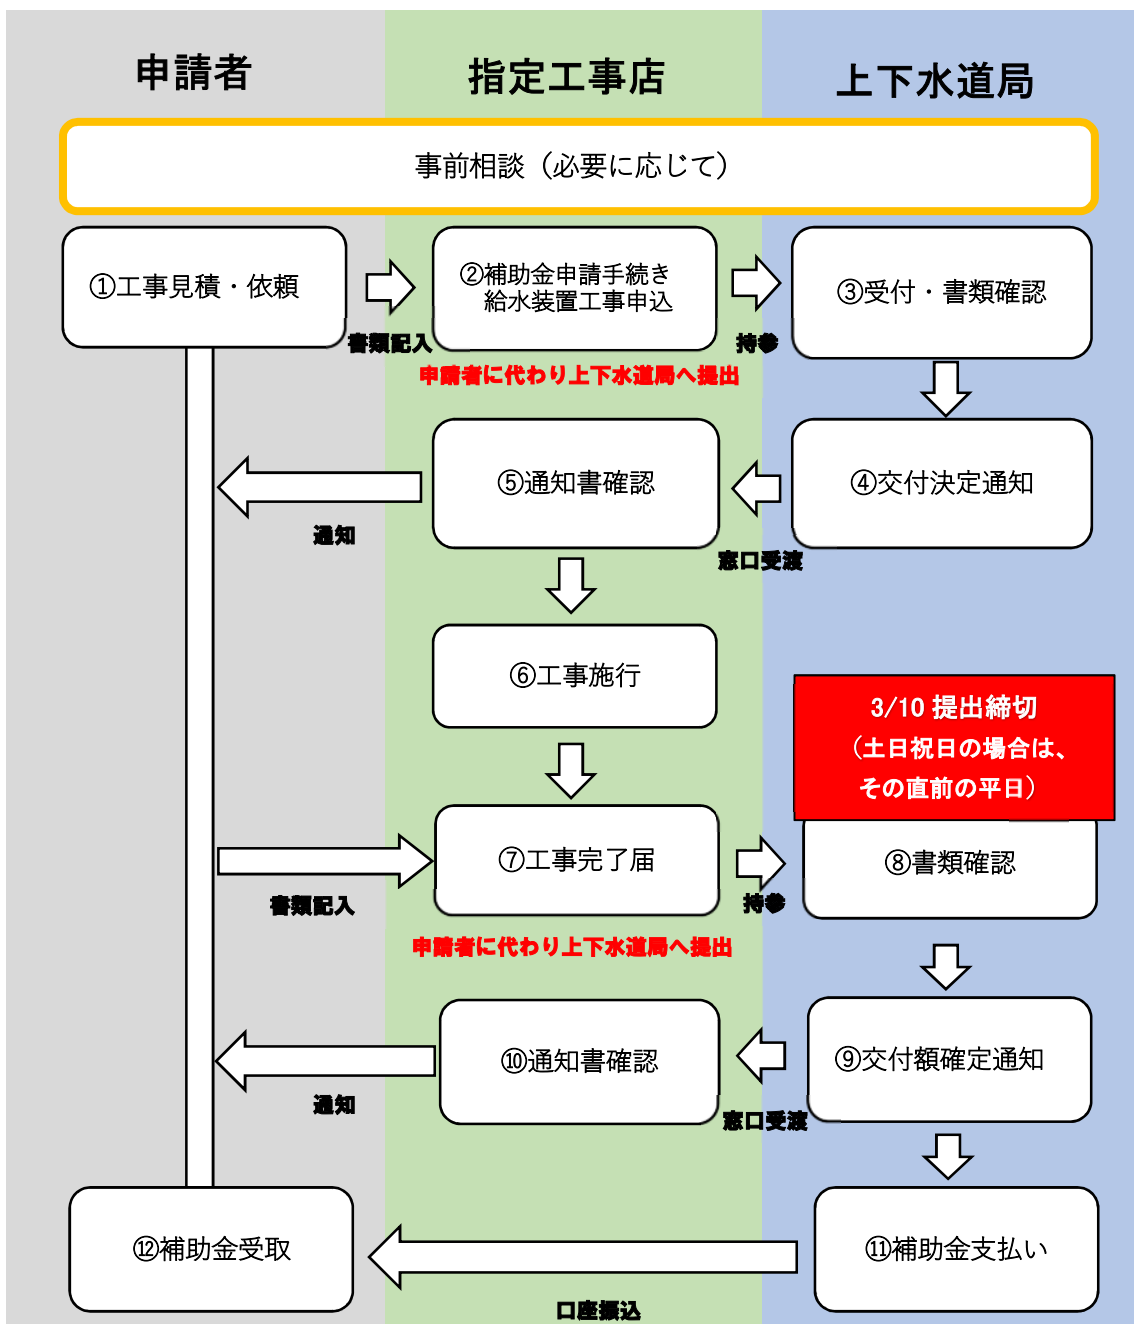 申請者
指定工事店
上下水道局
事前相談（必要に応じて）
①工事見積・依頼
書類記入
②補助金申請手続き
給水装置工事申込
申請者に代わり上下水道局へ提出
持参
③受付・書類確認
④交付決定通知
窓口受渡
⑤通知書確認
通知
⑥工事施行
3/10 提出締切
（土日祝日の場合は、
その直前の平日）
書類記入
⑦工事完了届
申請者に代わり上下水道局へ提出
持参
⑧書類確認
⑨交付額確定通知
窓口受渡
⑩通知書確認
通知
⑪補助金支払い
口座振込
⑫補助金受取